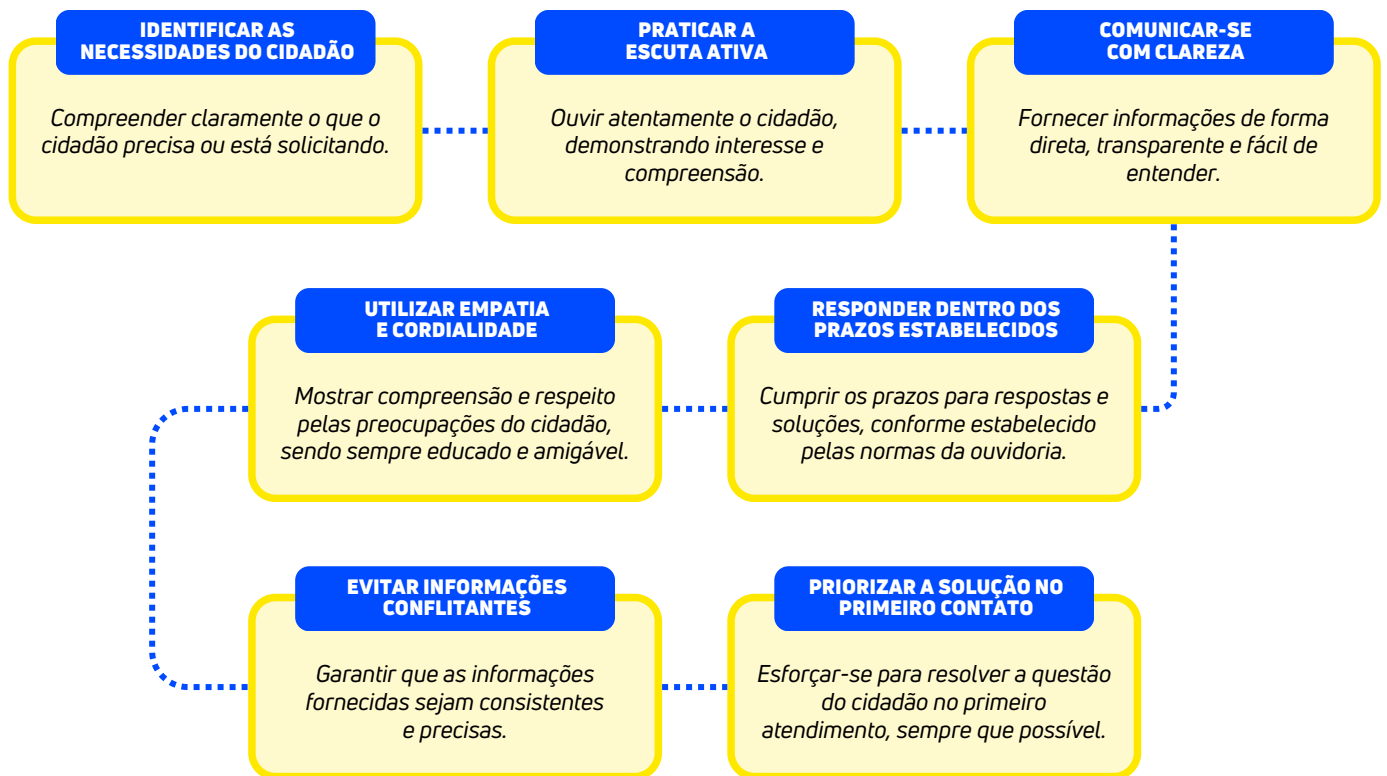 IDENTIFICAR AS
NECESSIDADES DO CIDADÃO
Compreender claramente o que o
cidadão precisa ou está solicitando.
PRATICAR A
ESCUTA ATIVA
Ouvir atentamente o cidadão,
demonstrando interesse e
compreensão.
COMUNICAR-SE
COM CLAREZA
Fornecer informações de forma
direta, transparente e fácil de
entender.
RESPONDER DENTRO DOS
PRAZOS ESTABELECIDOS
Cumprir os prazos para respostas e
soluções, conforme estabelecido
pelas normas da ouvidoria.
UTILIZAR EMPATIA
E CORDIALIDADE
Mostrar compreensão e respeito
pelas preocupações do cidadão,
sendo sempre educado e amigável.
EVITAR INFORMAÇÕES
CONFLITANTES
Garantir que as informações
fornecidas sejam consistentes
e precisas.
PRIORIZAR A SOLUÇÃO NO
PRIMEIRO CONTATO
Esforçar-se para resolver a questão
do cidadão no primeiro
atendimento, sempre que possível.